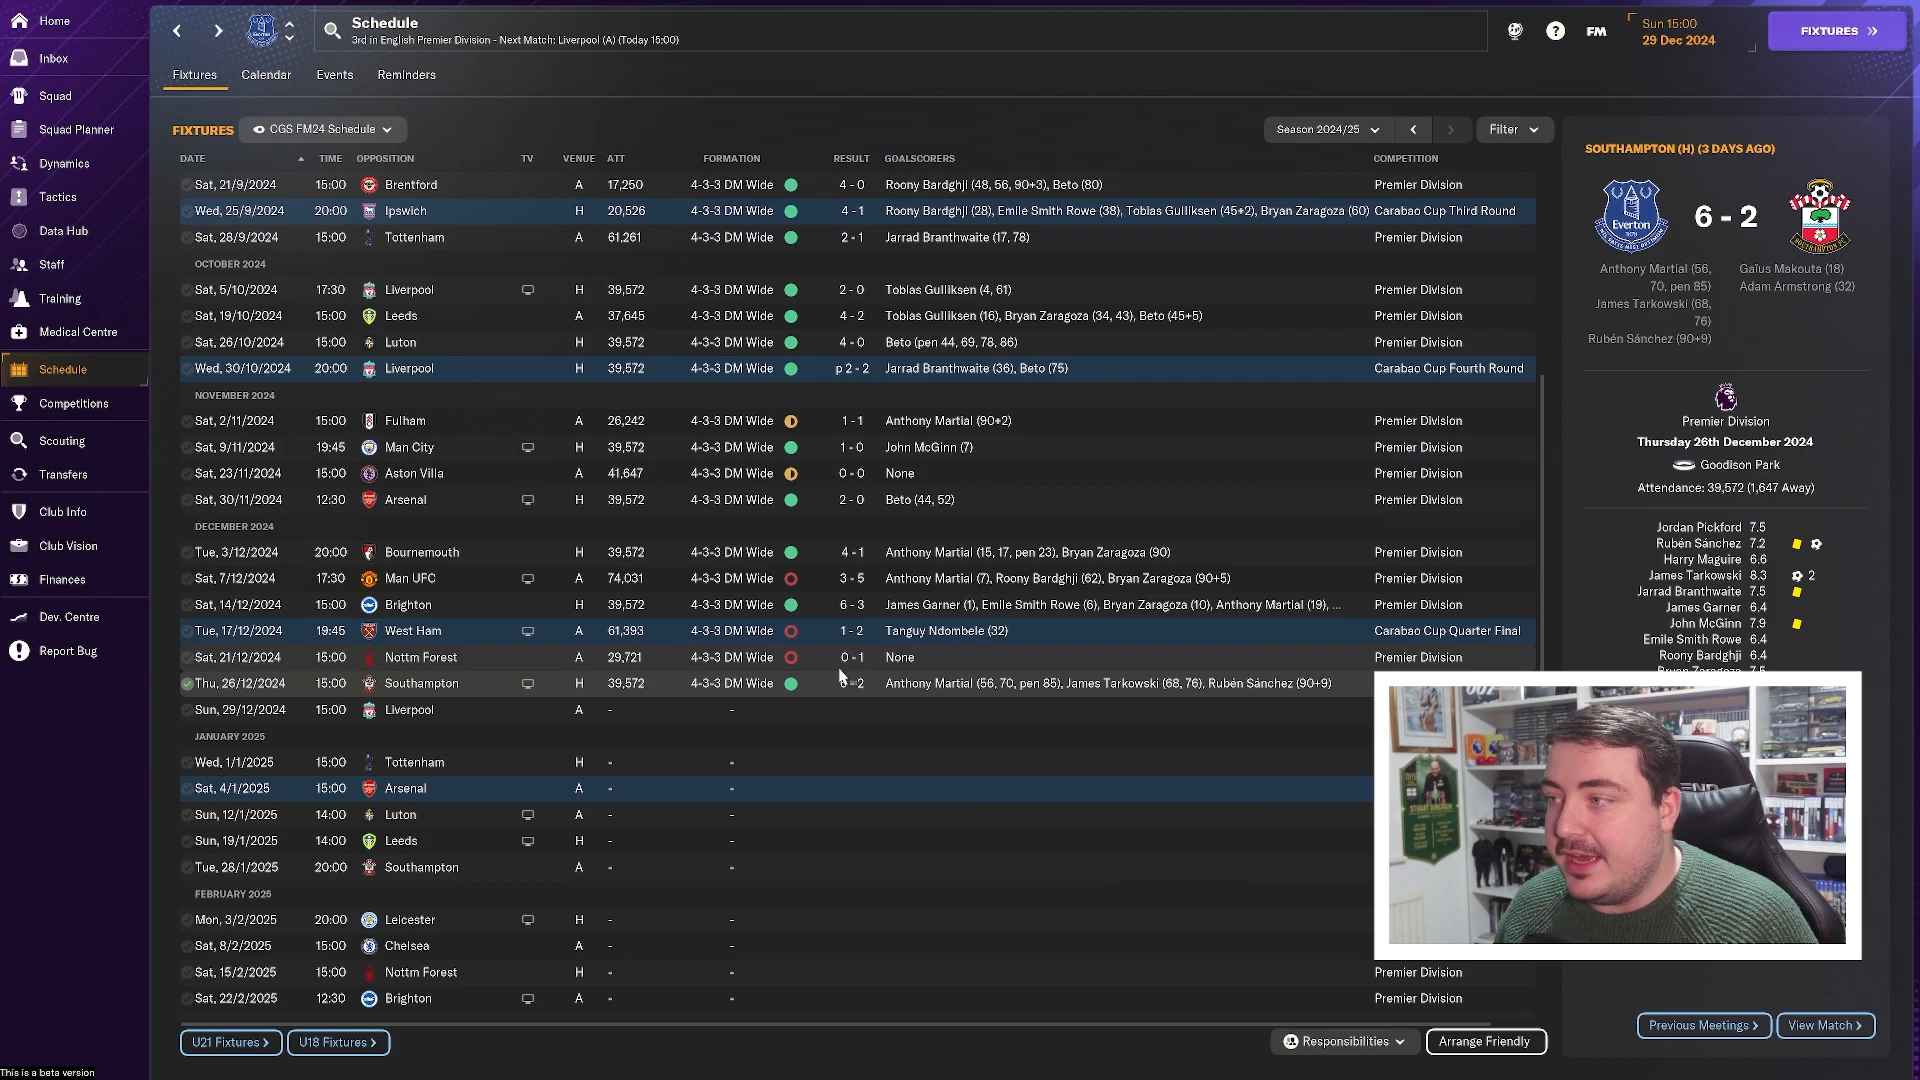 Home
Inbox
Squad
Squad Planner
Dynamics
Tactics
Data Hub
Staff
Training
Medical Centre
Schedule
Competitions
Scouting
Transfers
Club Info
Club Vision
Finances
Dev. Centre
Report Bug
This is a beta version
Schedule
3rd in English Premier Division - Next Match: Liverpool (A) (Today 15:00)
FM
Sun 15:00
29 Dec 2024
FIXTURES
Fixtures Calendar Events Reminders
FIXTURES CGS FM24 Schedule Season 2024/25 Filter
DATE TIME OPPOSITION TV VENUE ATT FORMATION RESULT GOALSCORERS COMPETITION
Sat, 21/9/2024 15:00 Brentford A 17,250 4-3-3 DM Wide 4 - 0 Roony Bardghji (48, 56, 90+3), Beto (80) Premier Division
Wed, 25/9/2024 20:00 Ipswich H 20,526 4-3-3 DM Wide 4 - 1 Roony Bardghji (28), Emile Smith Rowe (38), Tobias Gulliksen (45+2), Bryan Zaragoza (60) Carabao Cup Third Round
Sat, 28/9/2024 15:00 Tottenham A 61,261 4-3-3 DM Wide 2 - 1 Jarrad Branthwaite (17, 78) Premier Division
OCTOBER 2024
Sat, 5/10/2024 17:30 Liverpool H 39,572 4-3-3 DM Wide 2 - 0 Tobias Gulliksen (4, 61) Premier Division
Sat, 19/10/2024 15:00 Leeds A 37,645 4-3-3 DM Wide 4 - 2 Tobias Gulliksen (16), Bryan Zaragoza (34, 43), Beto (45+5) Premier Division
Sat, 26/10/2024 15:00 Luton H 39,572 4-3-3 DM Wide 4 - 0 Beto (pen 44, 69, 78, 86) Premier Division
Wed, 30/10/2024 20:00 Liverpool H 39,572 4-3-3 DM Wide p 2 - 2 Jarrad Branthwaite (36), Beto (75) Carabao Cup Fourth Round
NOVEMBER 2024
Sat, 2/11/2024 15:00 Fulham A 26,242 4-3-3 DM Wide 1 - 1 Anthony Martial (90+2) Premier Division
Sat, 9/11/2024 19:45 Man City H 39,572 4-3-3 DM Wide 1 - 0 John McGinn (7) Premier Division
Sat, 23/11/2024 15:00 Aston Villa A 41,647 4-3-3 DM Wide 0 - 0 None Premier Division
Sat, 30/11/2024 12:30 Arsenal H 39,572 4-3-3 DM Wide 2 - 0 Beto (44, 52) Premier Division
DECEMBER 2024
Tue, 3/12/2024 20:00 Bournemouth H 39,572 4-3-3 DM Wide 4 - 1 Anthony Martial (15, 17, pen 23), Bryan Zaragoza (90) Premier Division
Sat, 7/12/2024 17:30 Man UFC A 74,031 4-3-3 DM Wide 3 - 5 Anthony Martial (7), Roony Bardghji (62), Bryan Zaragoza (90+5) Premier Division
Sat, 14/12/2024 15:00 Brighton H 39,572 4-3-3 DM Wide 6 - 3 James Garner (1), Emile Smith Rowe (6), Bryan Zaragoza (10), Anthony Martial (19), ... Premier Division
Tue, 17/12/2024 19:45 West Ham A 61,393 4-3-3 DM Wide 1 - 2 Tanguy Ndombele (32) Carabao Cup Quarter Final
Sat, 21/12/2024 15:00 Nottm Forest A 29,721 4-3-3 DM Wide 0 - 1 None Premier Division
Thu, 26/12/2024 15:00 Southampton H 39,572 4-3-3 DM Wide - 2 Anthony Martial (56, 70, pen 85), James Tarkowski (68, 76), Rubén Sánchez (90+9)
Sun, 29/12/2024 15:00 Liverpool A - -
JANUARY 2025
Wed, 1/1/2025 15:00 Tottenham H - -
Sat, 4/1/2025 15:00 Arsenal A - -
Sun, 12/1/2025 14:00 Luton A - -
Sun, 19/1/2025 14:00 Leeds H - -
Tue, 28/1/2025 20:00 Southampton A - -
FEBRUARY 2025
Mon, 3/2/2025 20:00 Leicester H - -
Sat, 8/2/2025 15:00 Chelsea A - -
Sat, 15/2/2025 15:00 Nottm Forest H - - Premier Division
Sat, 22/2/2025 12:30 Brighton A - - Premier Division
U21 Fixtures U18 Fixtures Responsibilities Arrange Friendly
SOUTHAMPTON (H) (3 DAYS AGO)
Everton
6 - 2
Anthony Martial (56, 70, pen 85)
James Tarkowski (68, 76)
Rubén Sánchez (90+9)
Gaïus Makouta (18)
Adam Armstrong (32)
Premier Division
Thursday 26th December 2024
Goodison Park
Attendance: 39,572 (1,647 Away)
Jordan Pickford 7.5
Rubén Sánchez 7.2
Harry Maguire 6.6
James Tarkowski 8.3 2
Jarrad Branthwaite 7.5
James Garner 6.4
John McGinn 7.9
Emile Smith Rowe 6.4
Roony Bardghji 6.4
STUART BINGHAM
Previous Meetings View Match